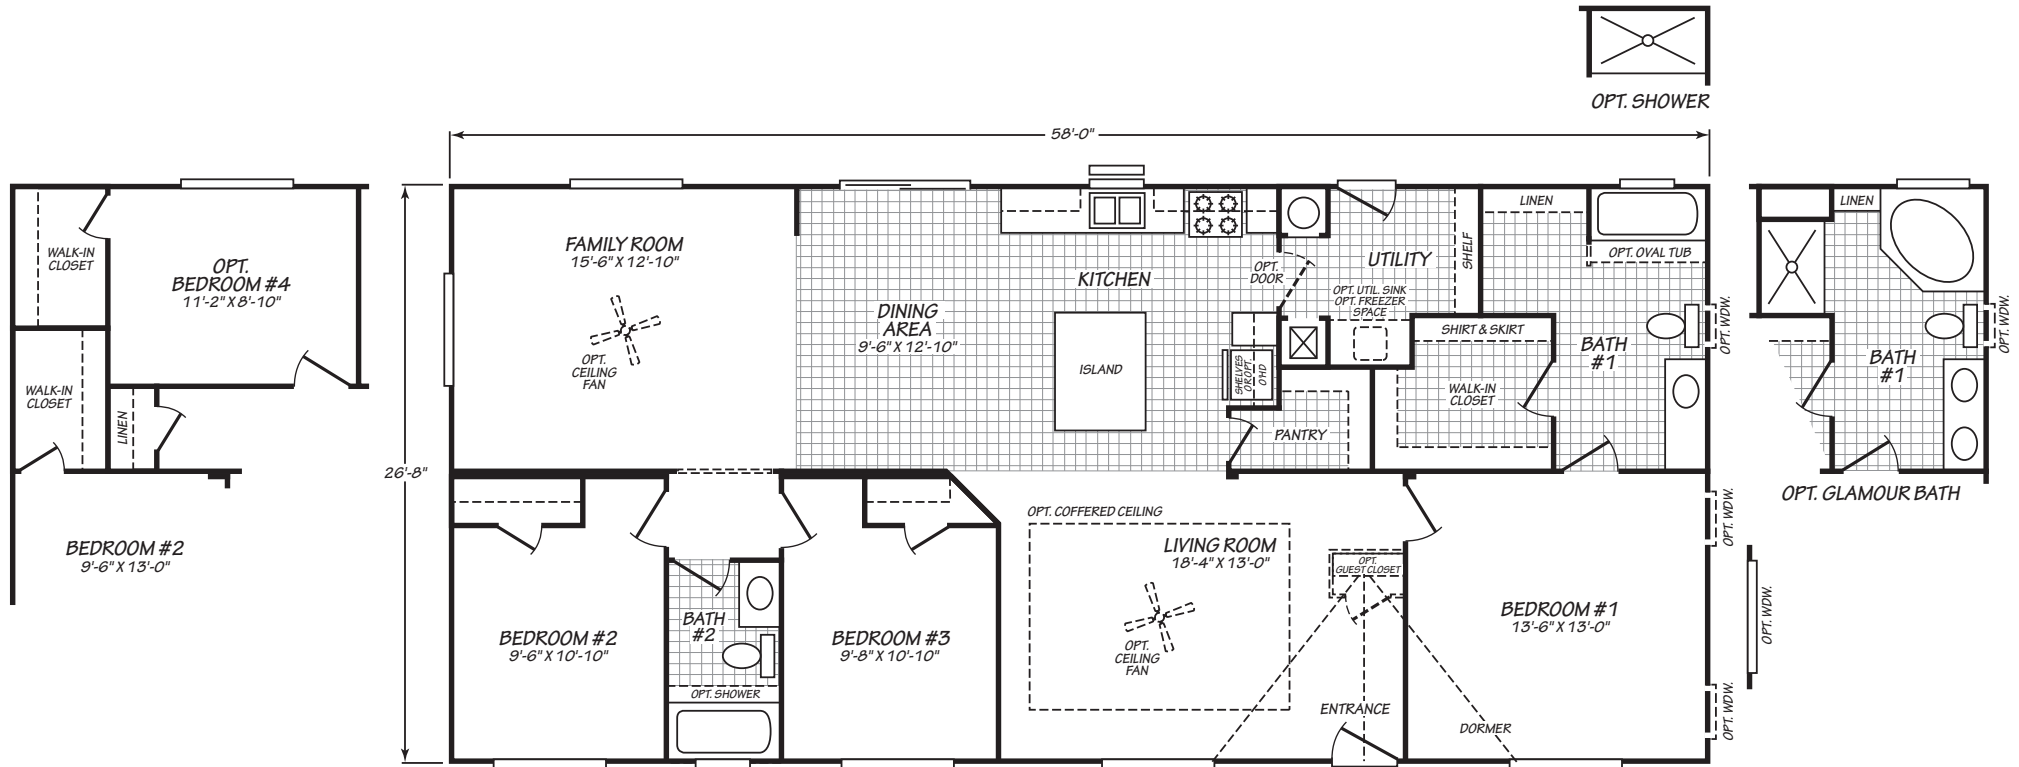 OPT. SHOWER
58'-0"
26'-8"
WALK-IN
CLOSET
OPT.
BEDROOM #4
11'-2" X 8'-10"
WALK-IN
CLOSET
LINEN
BEDROOM #2
9'-6" X 13'-0"
FAMILY ROOM
15'-6" X 12'-10"
OPT.
CEILING
FAN
DINING
AREA
9'-6" X 12'-10"
KITCHEN
ISLAND
OPT.
DOOR
SHELVES
OR OPT.
O'HD
PANTRY
UTILITY
OPT. UTIL. SINK
OPT. FREEZER
SPACE
SHELF
LINEN
OPT. OVAL TUB
SHIRT & SKIRT
WALK-IN
CLOSET
BATH
#1
OPT. WDW.
LINEN
BATH
#1
OPT. WDW.
OPT. GLAMOUR BATH
BEDROOM #2
9'-6" X 10'-10"
BATH
#2
OPT. SHOWER
BEDROOM #3
9'-8" X 10'-10"
OPT. COFFERED CEILING
LIVING ROOM
18'-4" X 13'-0"
OPT.
CEILING
FAN
OPT.
GUEST CLOSET
ENTRANCE
DORMER
BEDROOM #1
13'-6" X 13'-0"
OPT. WDW.
OPT. WDW.
OPT. WDW.